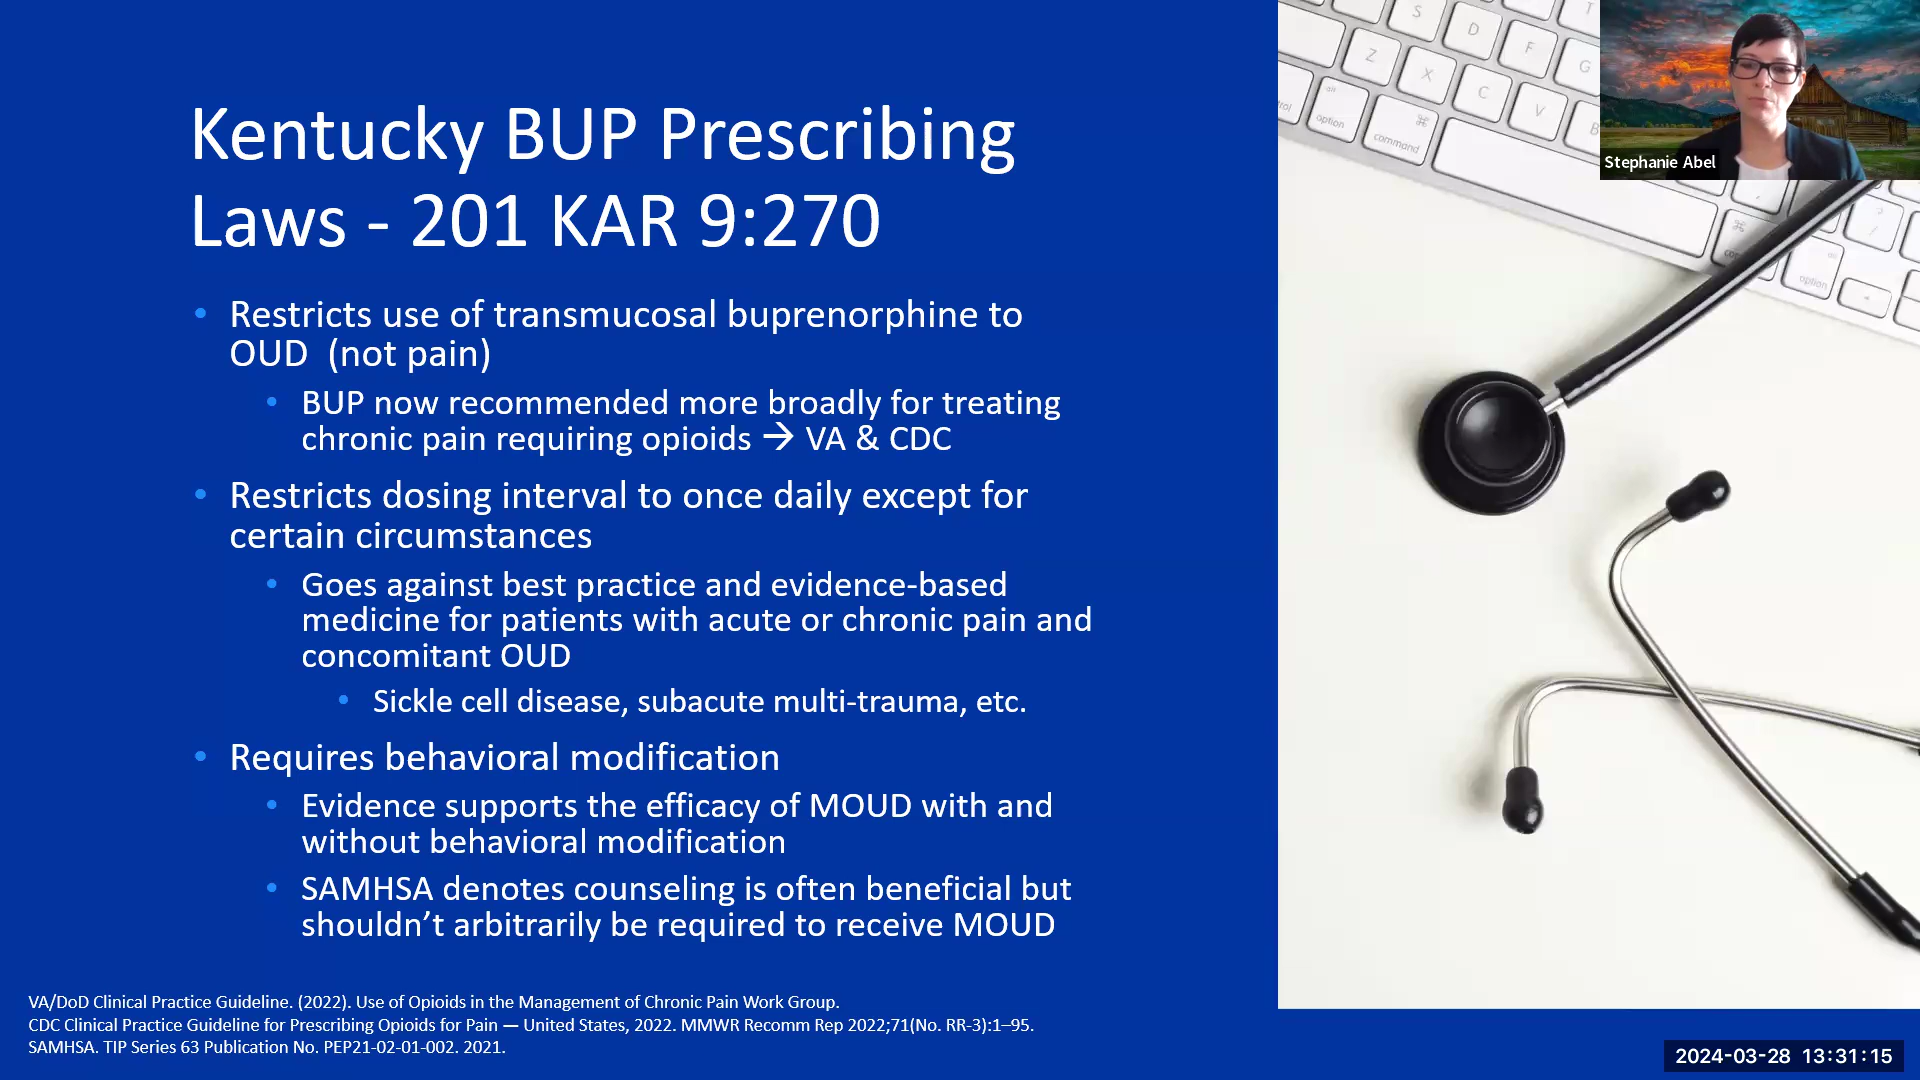 Kentucky BUP Prescribing
Laws - 201 KAR 9:270
• Restricts use of transmucosal buprenorphine to
OUD (not pain)
• BUP now recommended more broadly for treating
chronic pain requiring opioids → VA & CDC
• Restricts dosing interval to once daily except for
certain circumstances
• Goes against best practice and evidence-based
medicine for patients with acute or chronic pain and
concomitant OUD
• Sickle cell disease, subacute multi-trauma, etc.
• Requires behavioral modification
• Evidence supports the efficacy of MOUD with and
without behavioral modification
• SAMHSA denotes counseling is often beneficial but
shouldn’t arbitrarily be required to receive MOUD
VA/DoD Clinical Practice Guideline. (2022). Use of Opioids in the Management of Chronic Pain Work Group.
CDC Clinical Practice Guideline for Prescribing Opioids for Pain — United States, 2022. MMWR Recomm Rep 2022;71(No. RR-3):1–95.
SAMHSA. TIP Series 63 Publication No. PEP21-02-01-002. 2021.
S
D
F
G
T
Z
X
C
V
B
alt
option
⌘
command
⌘
alt
option
Stephanie Abel
2024-03-28 13:31:15